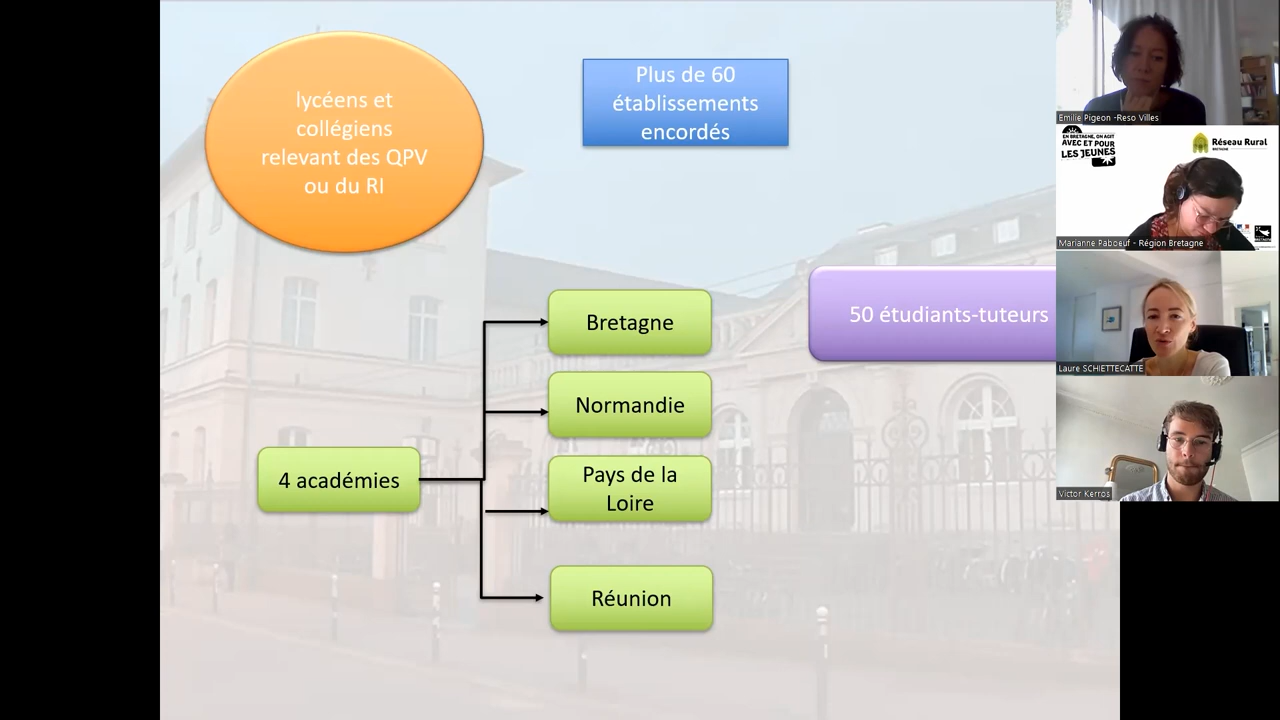 lycéens et
collégiens
relevant des QPV
ou du RI
Plus de 60
établissements
encordés
50 étudiants-tuteurs
4 académies
Bretagne
Normandie
Pays de la
Loire
Réunion
Emilie Pigeon -Reso Villes
EN BRETAGNE, ON AGIT
AVEC ET POUR
LES JEUNES
Réseau Rural
BRETAGNE
Marianne Paboeuf - Région Bretagne
Laure SCHIETTECATTE
Victor Kerros